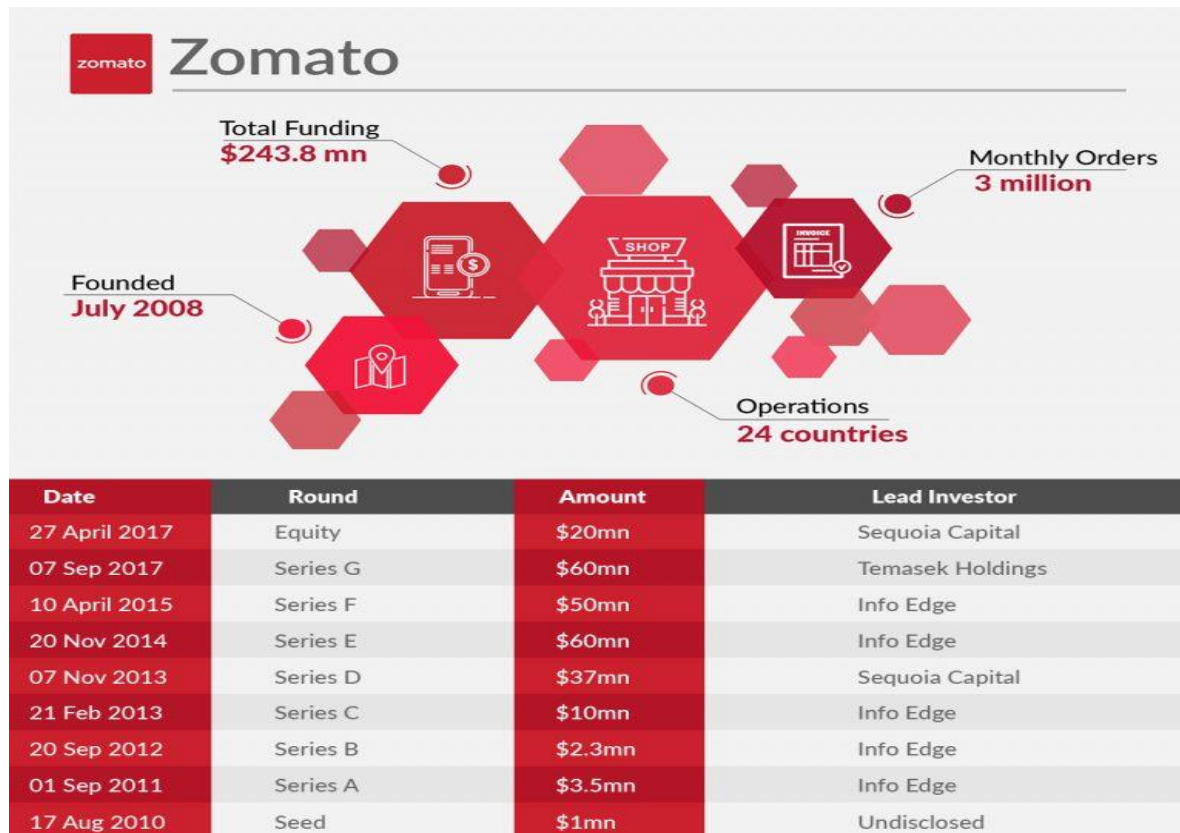 zomato Zomato
Total Funding
$243.8 mn
Monthly Orders
3 million
INVOICE
SHOP
$
Founded
July 2008
Operations
24 countries
Date Round Amount Lead Investor
27 April 2017 Equity $20mn Sequoia Capital
07 Sep 2017 Series G $60mn Temasek Holdings
10 April 2015 Series F $50mn Info Edge
20 Nov 2014 Series E $60mn Info Edge
07 Nov 2013 Series D $37mn Sequoia Capital
21 Feb 2013 Series C $10mn Info Edge
20 Sep 2012 Series B $2.3mn Info Edge
01 Sep 2011 Series A $3.5mn Info Edge
17 Aug 2010 Seed $1mn Undisclosed